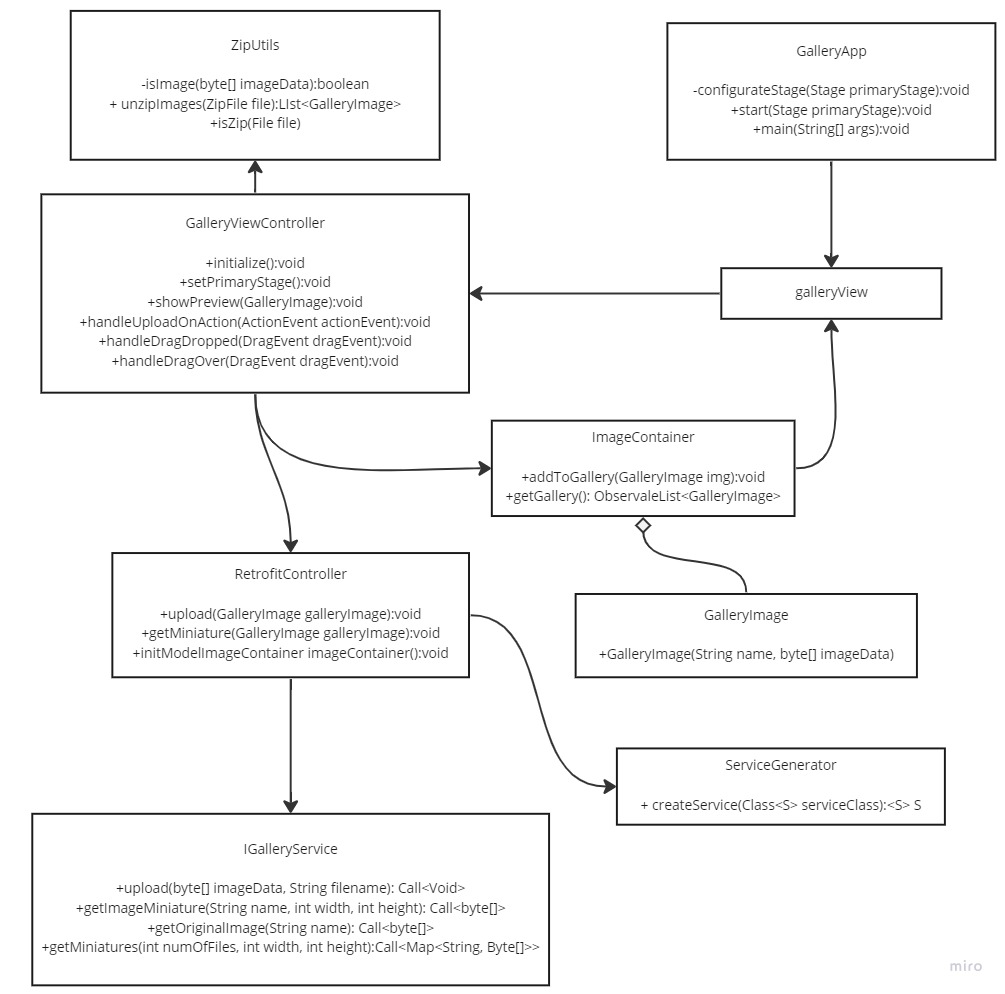 ZipUtils
-isImage(byte[] imageData):boolean
+ unzipImages(ZipFile file):LIst<GalleryImage>
+isZip(File file)
GalleryApp
-configurateStage(Stage primaryStage):void
+start(Stage primaryStage):void
+main(String[] args):void
GalleryViewController
+initialize():void
+setPrimaryStage():void
+showPreview(GalleryImage):void
+handleUploadOnAction(ActionEvent actionEvent):void
+handleDragDropped(DragEvent dragEvent):void
+handleDragOver(DragEvent dragEvent):void
galleryView
ImageContainer
+addToGallery(GalleryImage img):void
+getGallery(): ObservaleList<GalleryImage>
RetrofitController
+upload(GalleryImage galleryImage):void
+getMiniature(GalleryImage galleryImage):void
+initModelImageContainer imageContainer():void
GalleryImage
+GalleryImage(String name, byte[] imageData)
ServiceGenerator
+ createService(Class<S> serviceClass):<S> S
IGalleryService
+upload(byte[] imageData, String filename): Call<Void>
+getImageMiniature(String name, int width, int height): Call<byte[]>
+getOriginalImage(String name): Call<byte[]>
+getMiniatures(int numOfFiles, int width, int height):Call<Map<String, Byte[]>>
miro